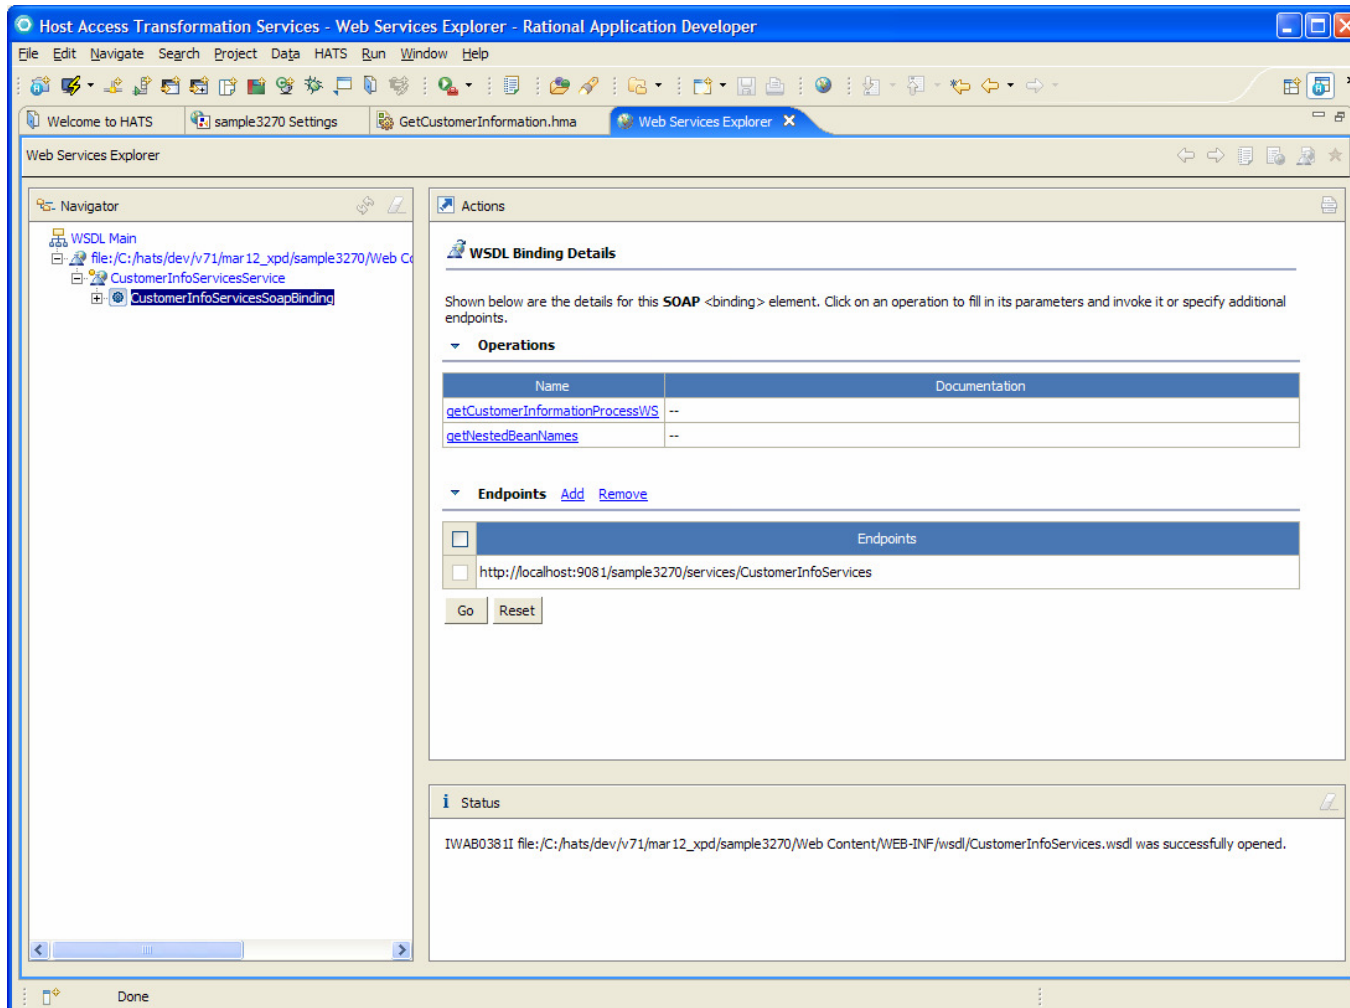 Host Access Transformation Services - Web Services Explorer - Rational Application Developer
File Edit Navigate Search Project Data HATS Run Window Help
Welcome to HATS sample3270 Settings GetCustomerInformation.hma Web Services Explorer
Web Services Explorer
Navigator
WSDL Main
file:/C:/hats/dev/v71/mar12_xpd/sample3270/Web Co
CustomerInfoServicesService
CustomerInfoServicesSoapBinding
Actions
WSDL Binding Details
Shown below are the details for this SOAP <binding> element. Click on an operation to fill in its parameters and invoke it or specify additional
endpoints.
Operations
Name Documentation
getCustomerInformationProcessWS --
getNestedBeanNames --
Endpoints Add Remove
Endpoints
http://localhost:9081/sample3270/services/CustomerInfoServices
Go Reset
i Status
IWAB0381I file:/C:/hats/dev/v71/mar12_xpd/sample3270/Web Content/WEB-INF/wsdl/CustomerInfoServices.wsdl was successfully opened.
Done